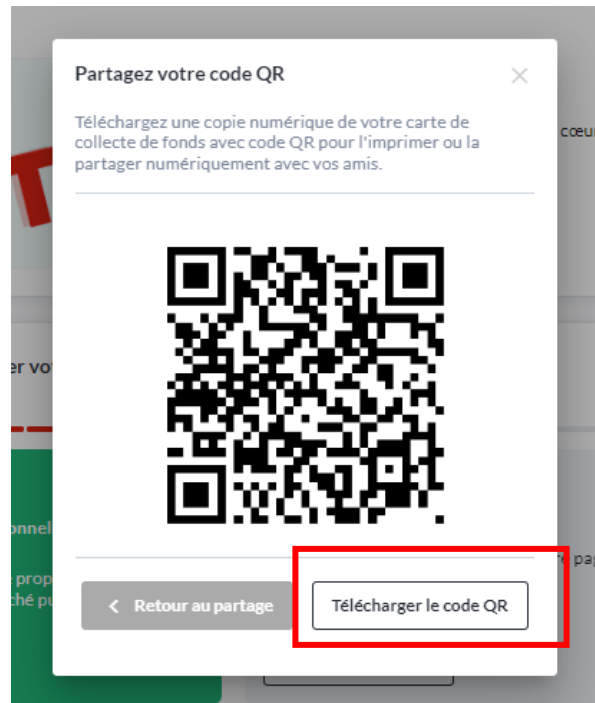 Partagez votre code QR
Téléchargez une copie numérique de votre carte de
collecte de fonds avec code QR pour l'imprimer ou la
partager numériquement avec vos amis.
Retour au partage
Télécharger le code QR